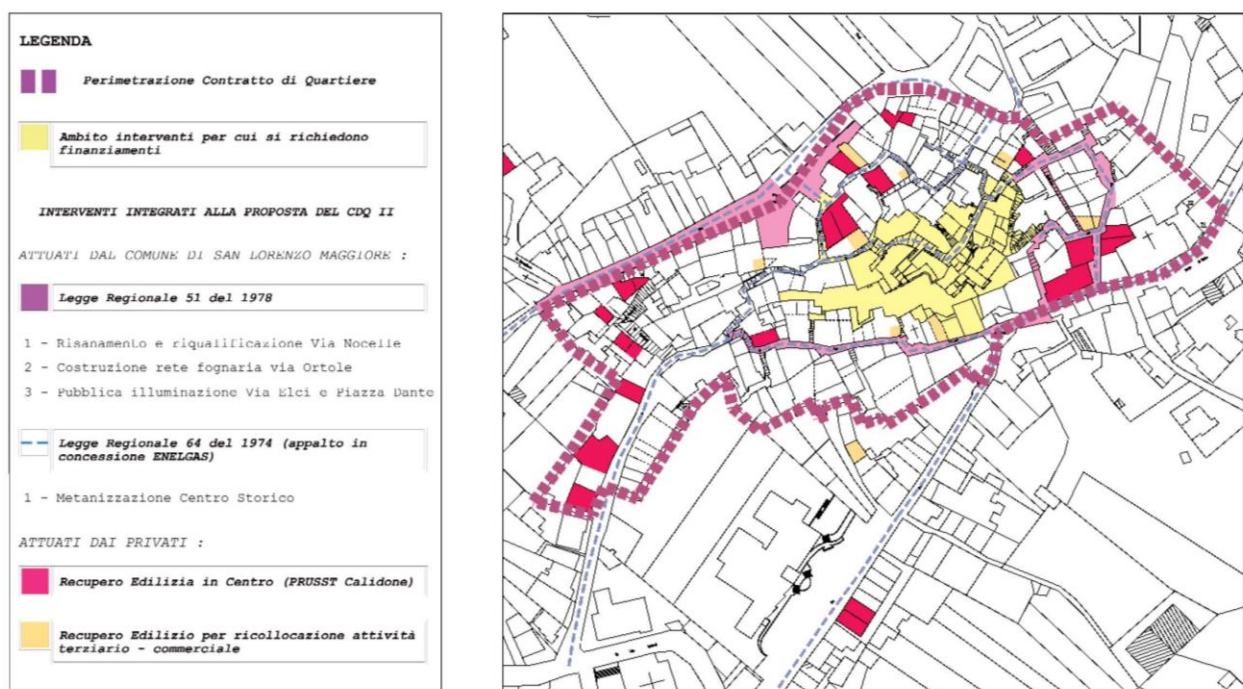 LEGENDA
Perimetrazione Contratto di Quartiere
Ambito interventi per cui si richiedono
finanziamenti
INTERVENTI INTEGRATI ALLA PROPOSTA DEL CDQ II
ATTUATI DAL COMUNE DI SAN LORENZO MAGGIORE :
Legge Regionale 51 del 1978
1 - Risanamento e riqualificazione Via Nocelle
2 - Costruzione rete fognaria via Ortole
3 - Pubblica illuminazione Via Elci e Piazza Dante
Legge Regionale 64 del 1974 (appalto in
concessione ENELGAS)
1 - Metanizzazione Centro Storico
ATTUATI DAI PRIVATI :
Recupero Edilizia in Centro (PRUSST Calidone)
Recupero Edilizio per ricollocazione attività
terziario - commerciale